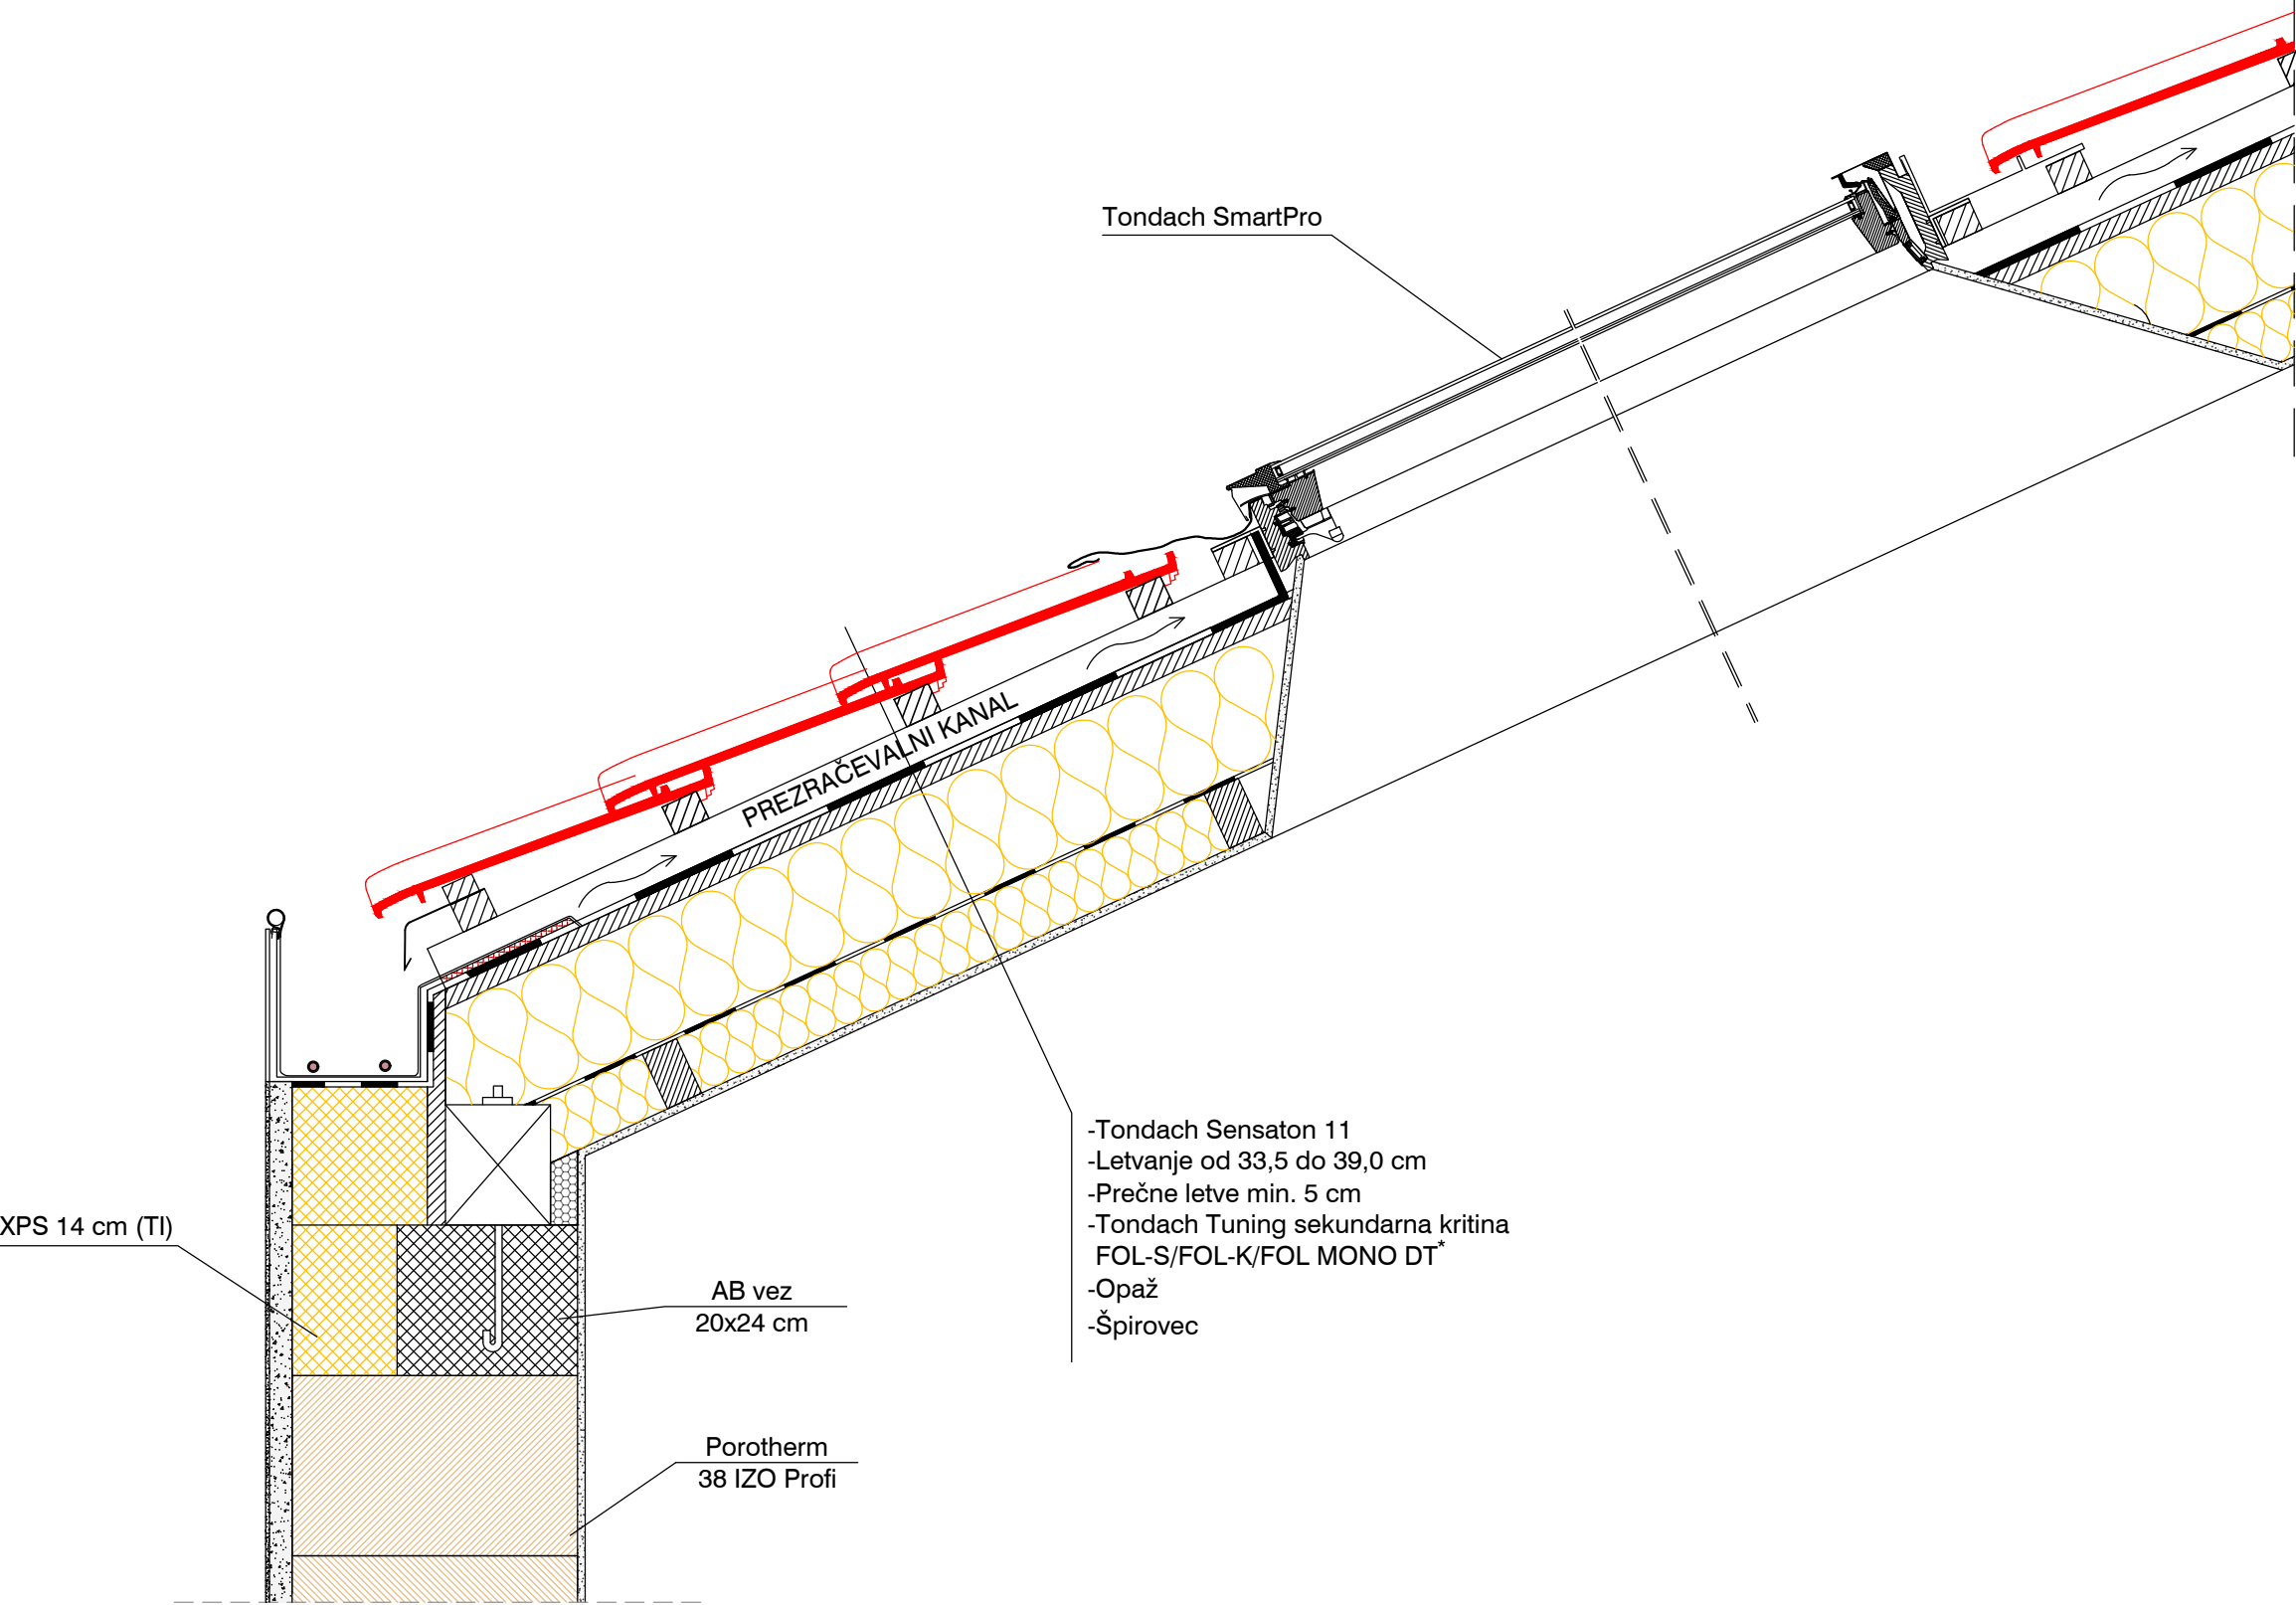 Tondach SmartPro
PREZRAČEVALNI KANAL
-Tondach Sensaton 11
-Letvanje od 33,5 do 39,0 cm
-Prečne letve min. 5 cm
-Tondach Tuning sekundarna kritina
FOL-S/FOL-K/FOL MONO DT*
-Opaž
-Špirovec
XPS 14 cm (TI)
AB vez
20x24 cm
Porotherm
38 IZO Profi